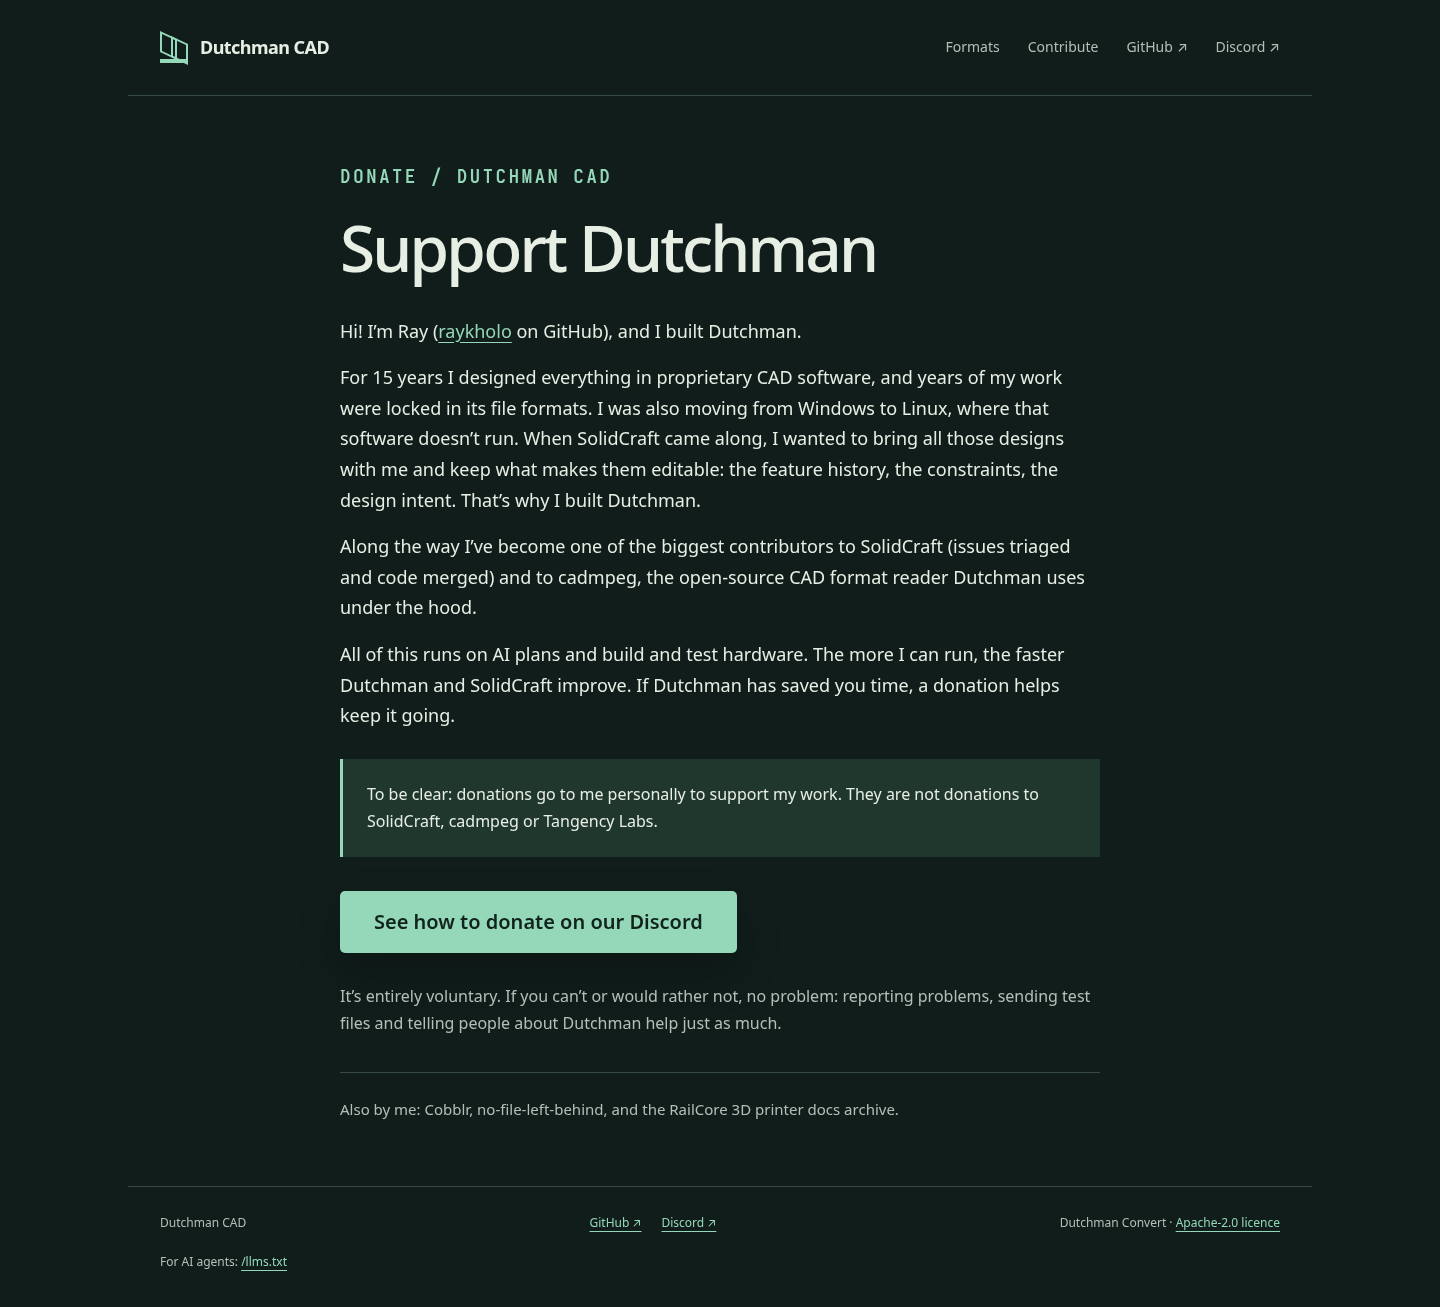 Dutchman CAD
Formats
Contribute
GitHub ↗
Discord ↗
DONATE / DUTCHMAN CAD
Support Dutchman
Hi! I’m Ray (raykholo on GitHub), and I built Dutchman.
For 15 years I designed everything in proprietary CAD software, and years of my work
were locked in its file formats. I was also moving from Windows to Linux, where that
software doesn’t run. When SolidCraft came along, I wanted to bring all those designs
with me and keep what makes them editable: the feature history, the constraints, the
design intent. That’s why I built Dutchman.
Along the way I’ve become one of the biggest contributors to SolidCraft (issues triaged
and code merged) and to cadmpeg, the open-source CAD format reader Dutchman uses
under the hood.
All of this runs on AI plans and build and test hardware. The more I can run, the faster
Dutchman and SolidCraft improve. If Dutchman has saved you time, a donation helps
keep it going.
To be clear: donations go to me personally to support my work. They are not donations to
SolidCraft, cadmpeg or Tangency Labs.
See how to donate on our Discord
It’s entirely voluntary. If you can’t or would rather not, no problem: reporting problems, sending test
files and telling people about Dutchman help just as much.
Also by me: Cobblr, no-file-left-behind, and the RailCore 3D printer docs archive.
Dutchman CAD
GitHub ↗
Discord ↗
Dutchman Convert · Apache-2.0 licence
For AI agents: /llms.txt